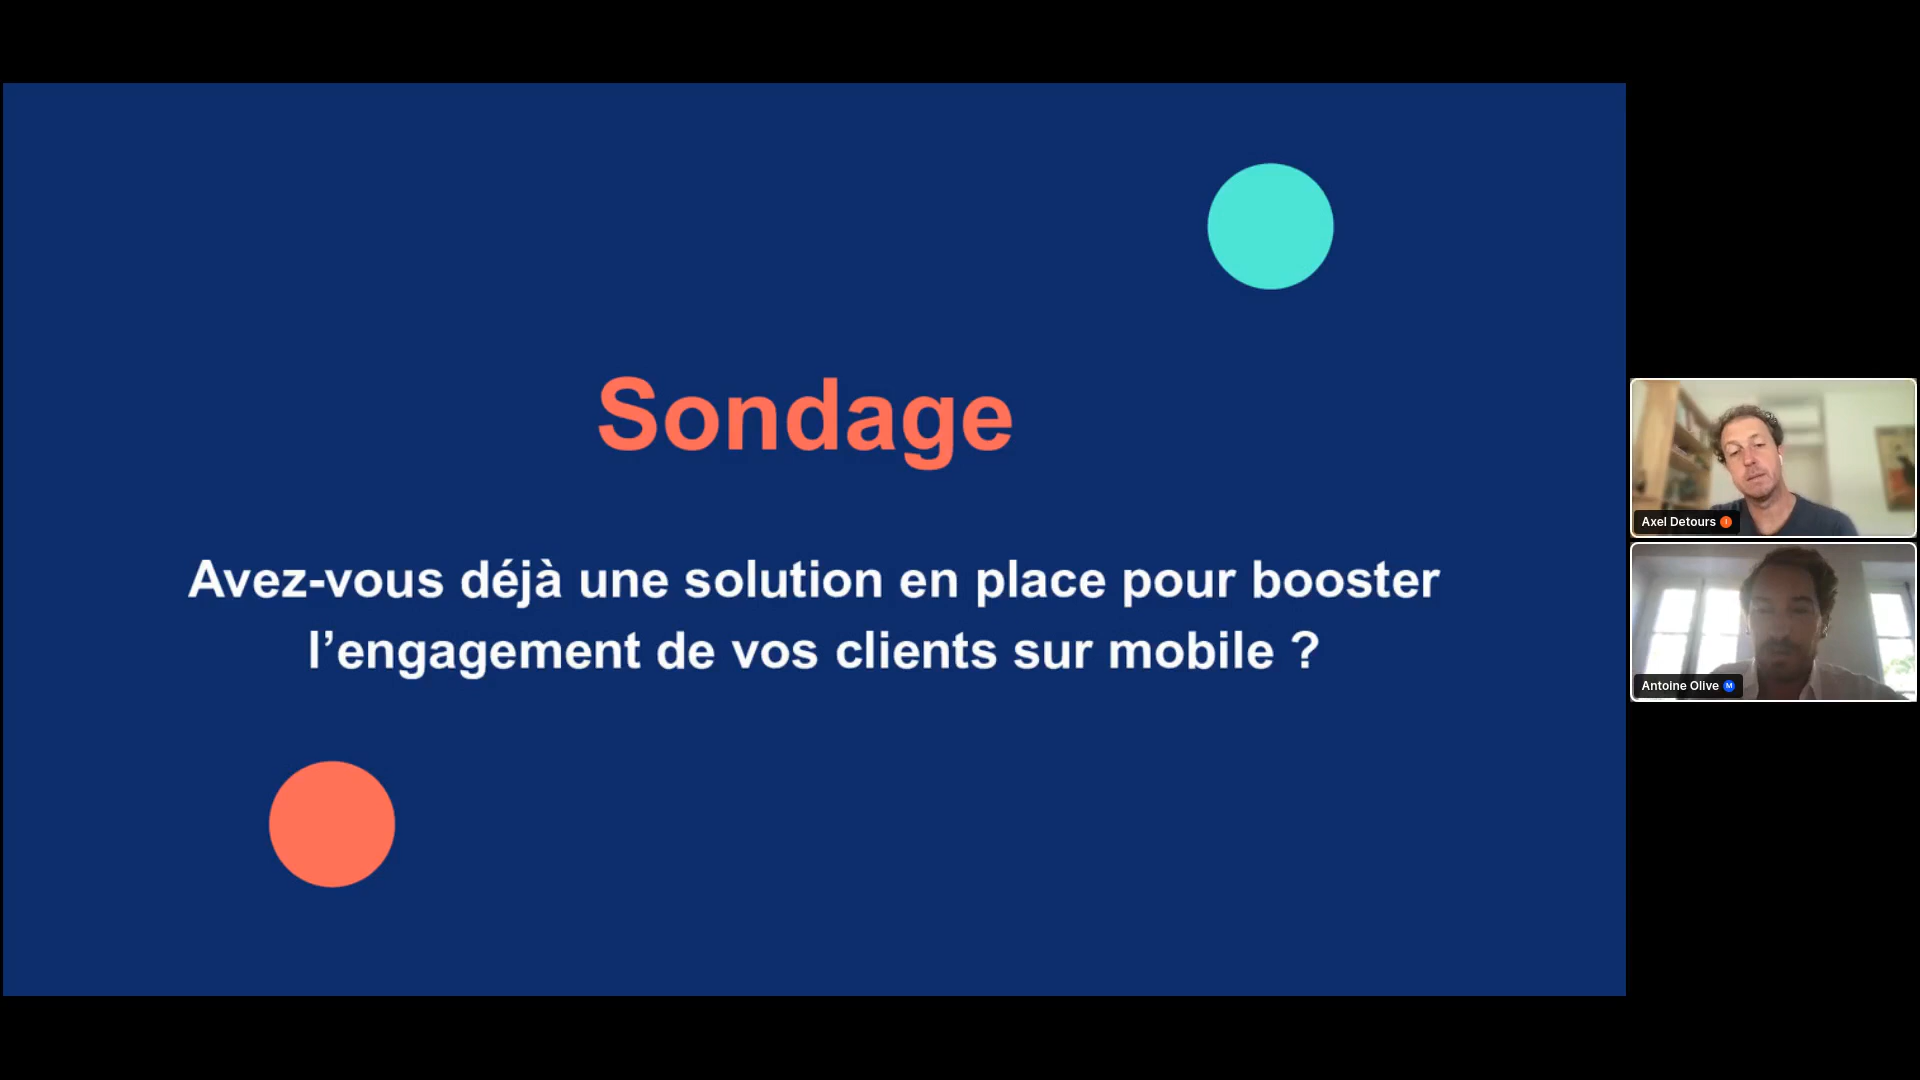 Sondage
Avez-vous déjà une solution en place pour booster
l’engagement de vos clients sur mobile ?
Axel Detours
Antoine Olive M